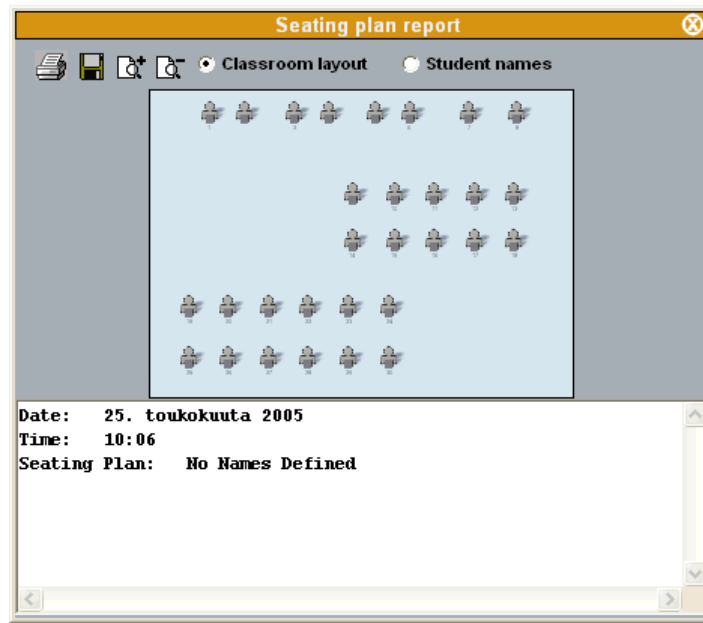 Seating plan report
Classroom layout Student names
Date: 25. toukokuuta 2005
Time: 10:06
Seating Plan: No Names Defined